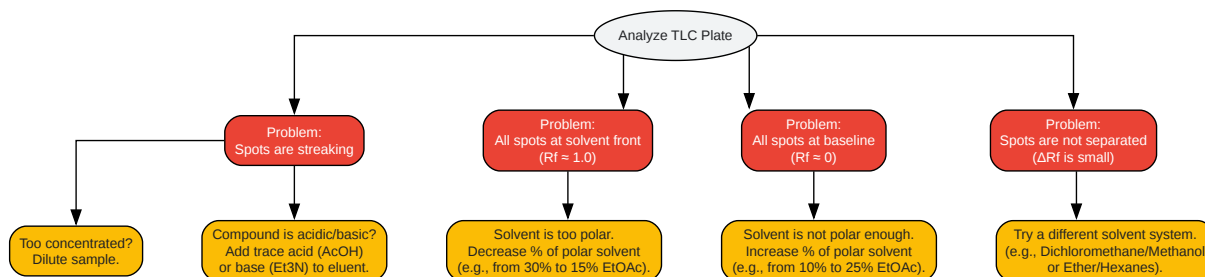 Analyze TLC Plate
Problem:
Spots are streaking
Problem:
All spots at solvent front
(Rf ≈ 1.0)
Problem:
All spots at baseline
(Rf ≈ 0)
Problem:
Spots are not separated
(ΔRf is small)
Too concentrated?
Dilute sample.
Compound is acidic/basic?
Add trace acid (AcOH)
or base (Et3N) to eluent.
Solvent is too polar.
Decrease % of polar solvent
(e.g., from 30% to 15% EtOAc).
Solvent is not polar enough.
Increase % of polar solvent
(e.g., from 10% to 25% EtOAc).
Try a different solvent system.
(e.g., Dichloromethane/Methanol
or Ether/Hexanes).